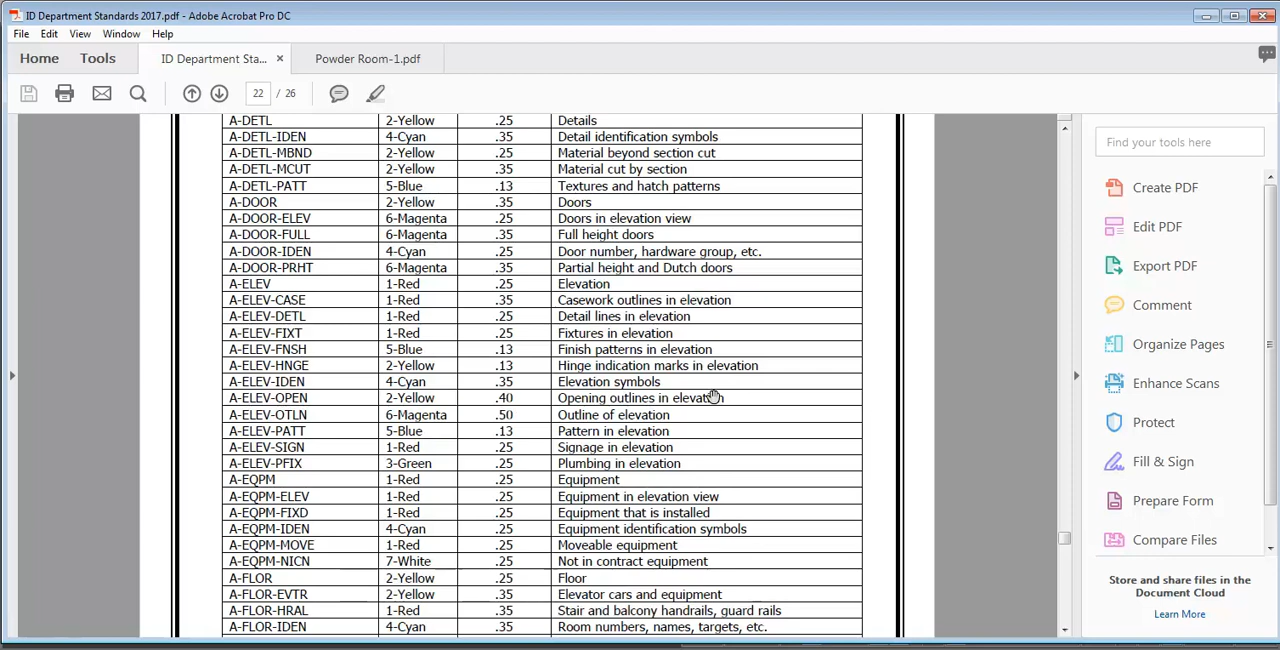 ID Department Standards 2017.pdf - Adobe Acrobat Pro DC
File Edit View Window Help
Home Tools ID Department Sta... × Powder Room-1.pdf
22 / 26
A-DETL 2-Yellow .25 Details
A-DETL-IDEN 4-Cyan .35 Detail identification symbols
A-DETL-MBND 2-Yellow .25 Material beyond section cut
A-DETL-MCUT 2-Yellow .35 Material cut by section
A-DETL-PATT 5-Blue .13 Textures and hatch patterns
A-DOOR 2-Yellow .35 Doors
A-DOOR-ELEV 6-Magenta .25 Doors in elevation view
A-DOOR-FULL 6-Magenta .35 Full height doors
A-DOOR-IDEN 4-Cyan .25 Door number, hardware group, etc.
A-DOOR-PRHT 6-Magenta .35 Partial height and Dutch doors
A-ELEV 1-Red .25 Elevation
A-ELEV-CASE 1-Red .35 Casework outlines in elevation
A-ELEV-DETL 1-Red .25 Detail lines in elevation
A-ELEV-FIXT 1-Red .25 Fixtures in elevation
A-ELEV-FNSH 5-Blue .13 Finish patterns in elevation
A-ELEV-HNGE 2-Yellow .13 Hinge indication marks in elevation
A-ELEV-IDEN 4-Cyan .35 Elevation symbols
A-ELEV-OPEN 2-Yellow .40 Opening outlines in elevation
A-ELEV-OTLN 6-Magenta .50 Outline of elevation
A-ELEV-PATT 5-Blue .13 Pattern in elevation
A-ELEV-SIGN 1-Red .25 Signage in elevation
A-ELEV-PFIX 3-Green .25 Plumbing in elevation
A-EQPM 1-Red .25 Equipment
A-EQPM-ELEV 1-Red .25 Equipment in elevation view
A-EQPM-FIXD 1-Red .25 Equipment that is installed
A-EQPM-IDEN 4-Cyan .25 Equipment identification symbols
A-EQPM-MOVE 1-Red .25 Moveable equipment
A-EQPM-NICN 7-White .25 Not in contract equipment
A-FLOR 2-Yellow .25 Floor
A-FLOR-EVTR 2-Yellow .35 Elevator cars and equipment
A-FLOR-HRAL 1-Red .35 Stair and balcony handrails, guard rails
A-FLOR-IDEN 4-Cyan .35 Room numbers, names, targets, etc.
Find your tools here
Create PDF
Edit PDF
Export PDF
Comment
Organize Pages
Enhance Scans
Protect
Fill & Sign
Prepare Form
Compare Files
Store and share files in the
Document Cloud
Learn More